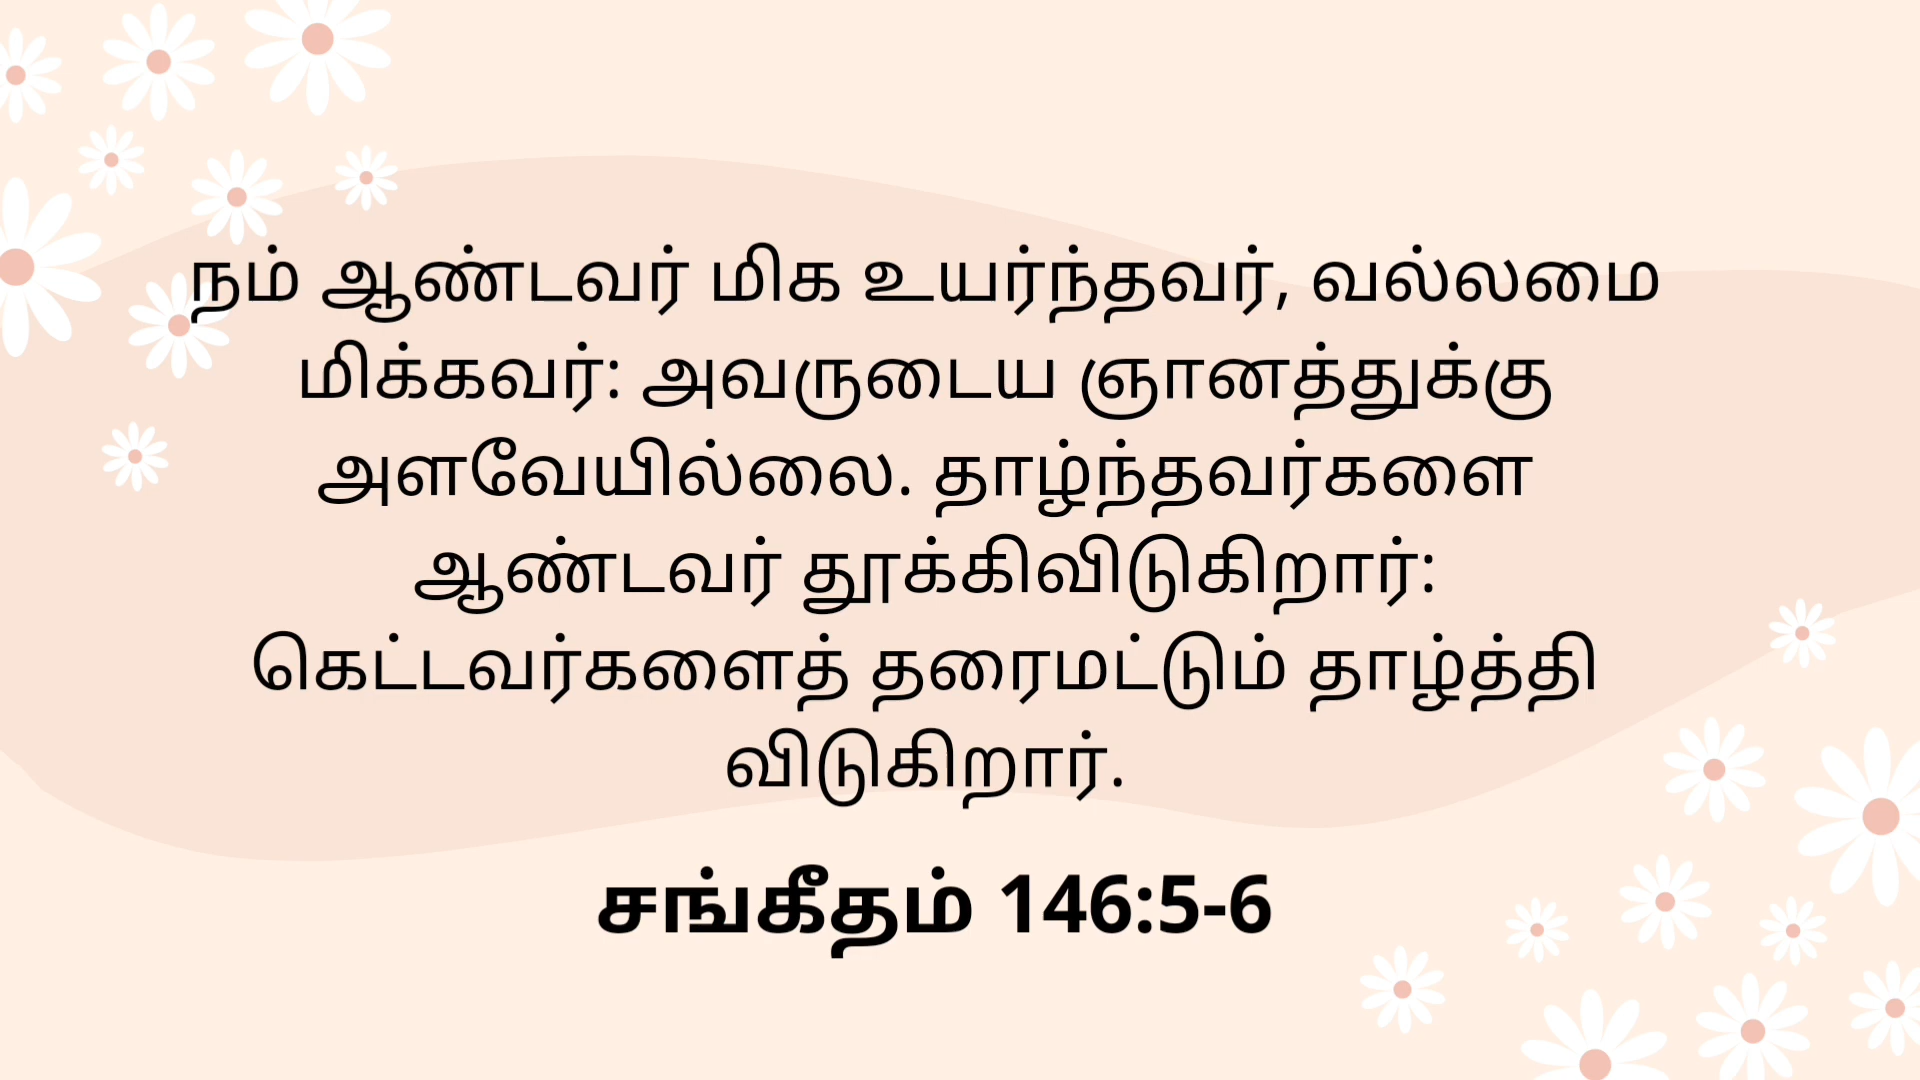 நம் ஆண்டவர் மிக உயர்ந்தவர், வல்லமை
மிக்கவர்: அவருடைய ஞானத்துக்கு
அளவேயில்லை. தாழ்ந்தவர்களை
ஆண்டவர் தூக்கிவிடுகிறார்:
கெட்டவர்களைத் தரைமட்டும் தாழ்த்தி
விடுகிறார்.
சங்கீதம் 146:5-6